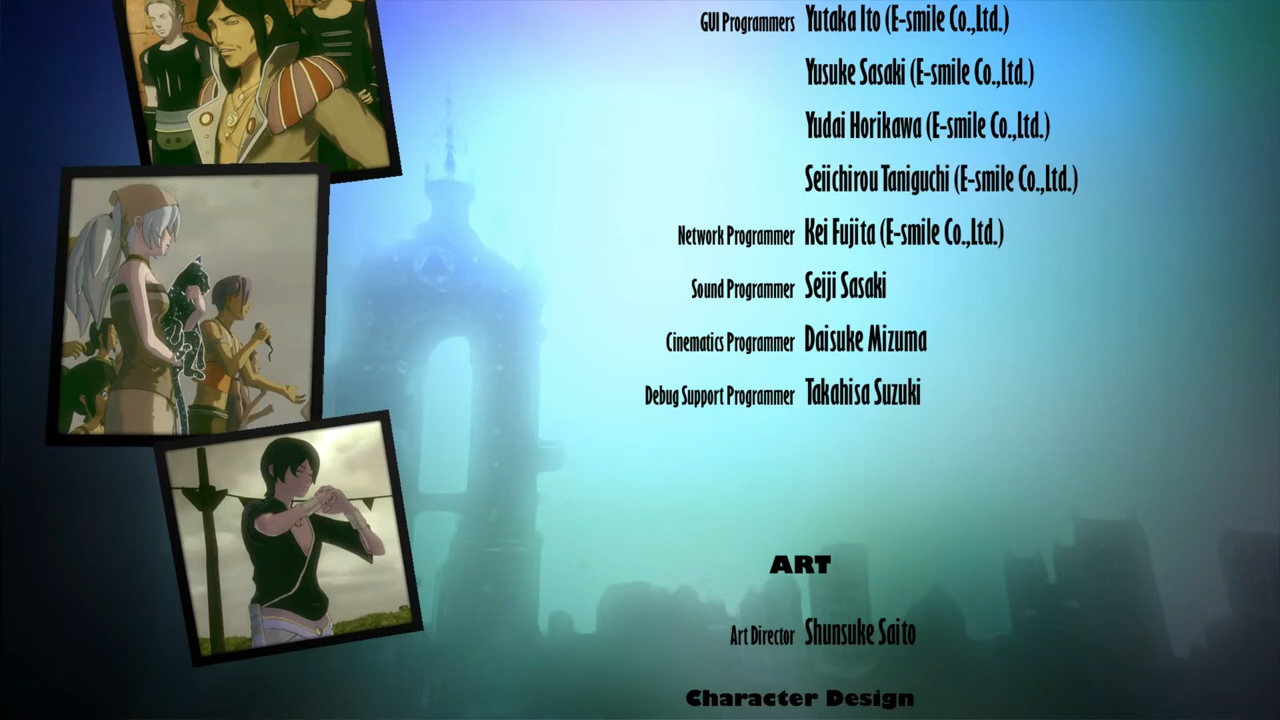 GUI Programmers Yutaka Ito (E-smile Co.,Ltd.)
Yusuke Sasaki (E-smile Co.,Ltd.)
Yudai Horikawa (E-smile Co.,Ltd.)
Seiichirou Taniguchi (E-smile Co.,Ltd.)
Network Programmer Kei Fujita (E-smile Co.,Ltd.)
Sound Programmer Seiji Sasaki
Cinematics Programmer Daisuke Mizuma
Debug Support Programmer Takahisa Suzuki
ART
Art Director Shunsuke Saito
Character Design